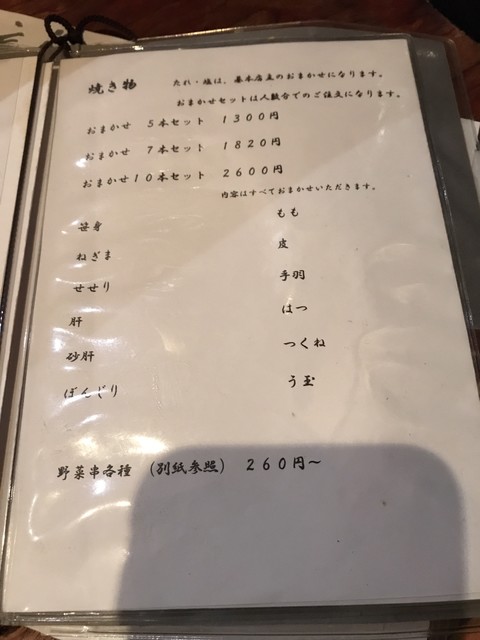 焼き物
たれ・塩は、基本店主のおまかせになります。
おまかせセットは人数分でのご注文になります。
おまかせ 5本セット 1300円
おまかせ 7本セット 1820円
おまかせ10本セット 2600円
内容はすべておまかせいただきます。
笹身 もも
ねぎま 皮
せせり 手羽
肝 はつ
砂肝 つくね
ぼんじり う玉
野菜串各種 (別紙参照) 260円~